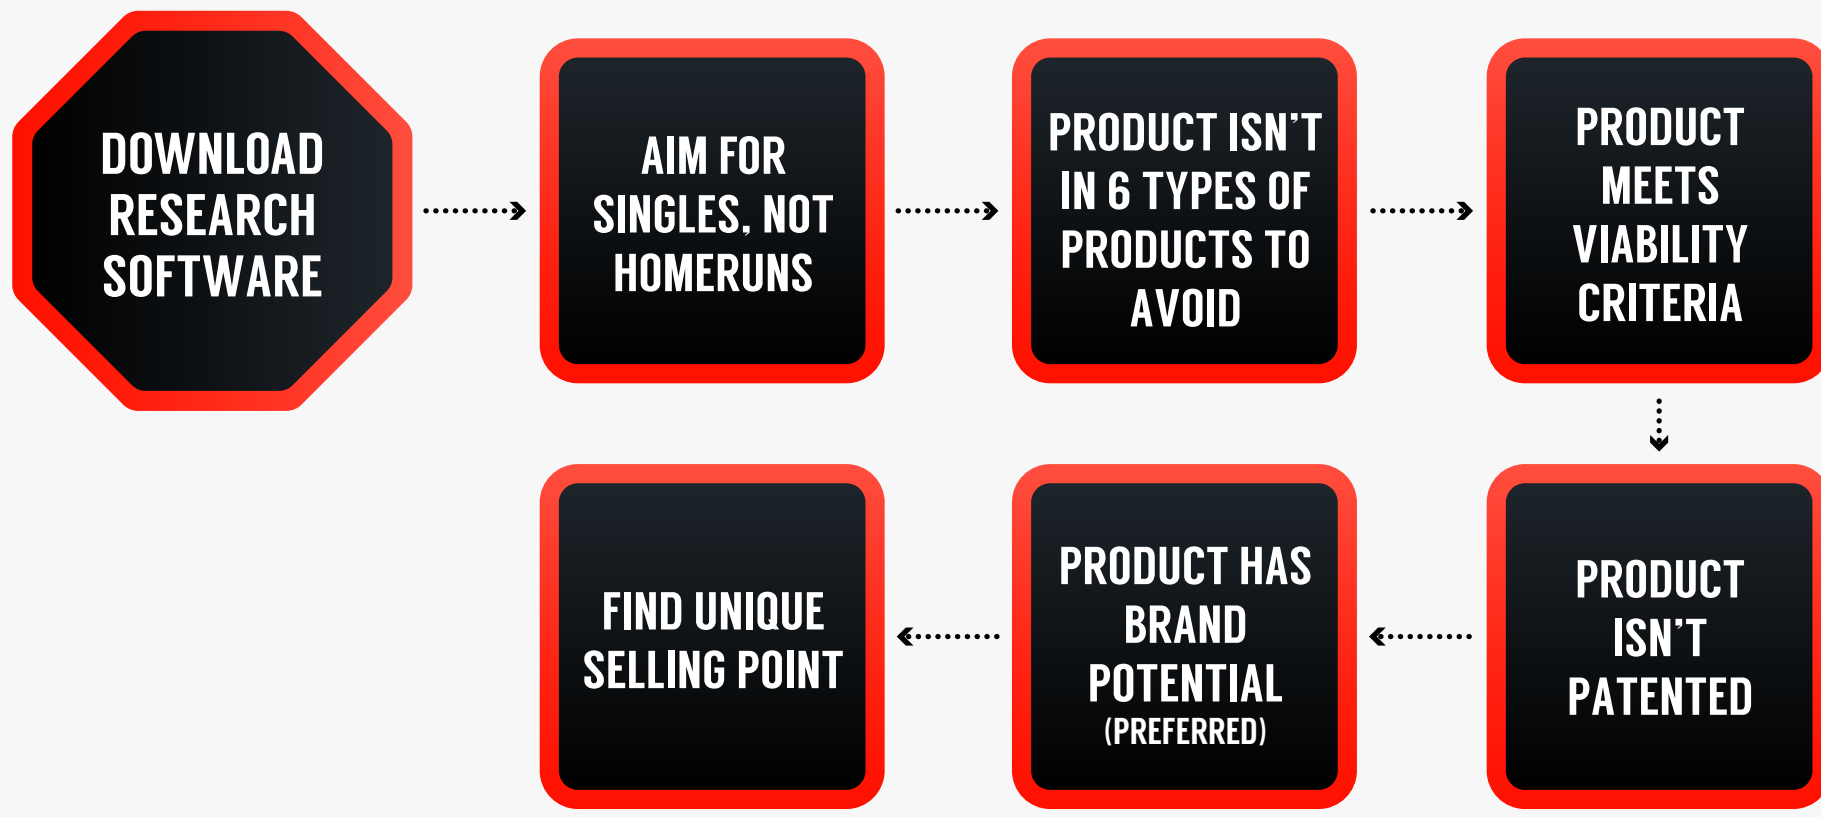 DOWNLOAD
RESEARCH
SOFTWARE
AIM FOR
SINGLES, NOT
HOMERUNS
PRODUCT ISN'T
IN 6 TYPES OF
PRODUCTS TO
AVOID
PRODUCT
MEETS
VIABILITY
CRITERIA
PRODUCT
ISN'T
PATENTED
PRODUCT HAS
BRAND
POTENTIAL
(PREFERRED)
FIND UNIQUE
SELLING POINT